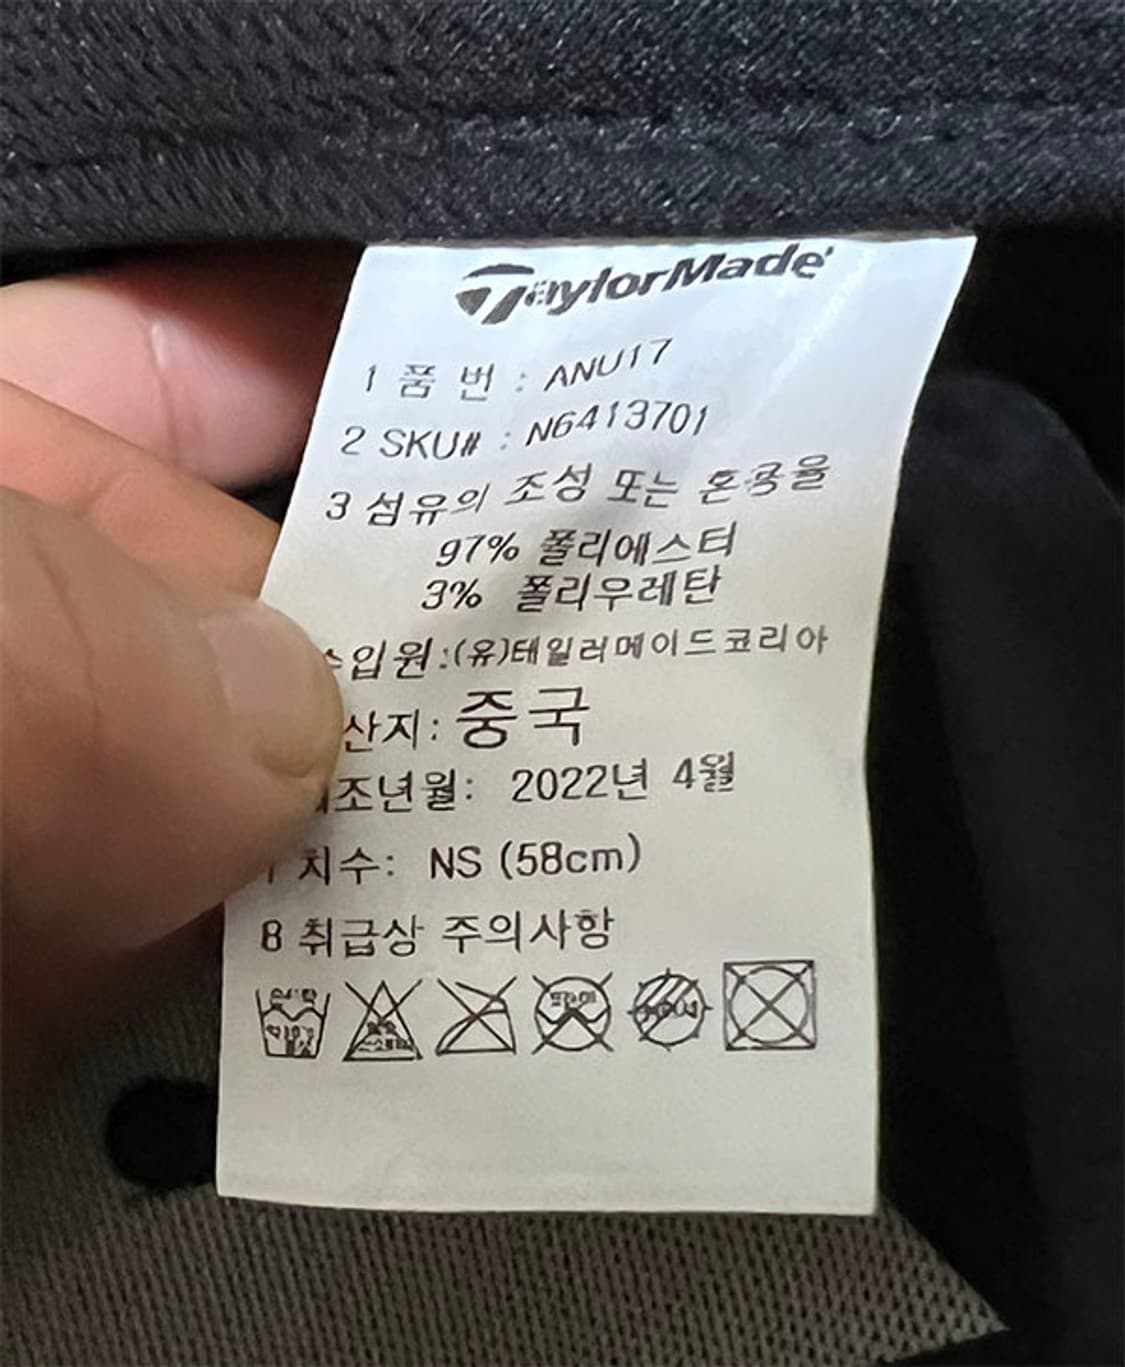 TaylorMade
1 품 번 : ANU17
2 SKU# : N6413701
3 섬유의 조성 또는 혼용율
97% 폴리에스터
3% 폴리우레탄
입원:(유)테일러메이드코리아
산지: 중국
조년월: 2022년 4월
치수: NS (58cm)
8 취급상 주의사항